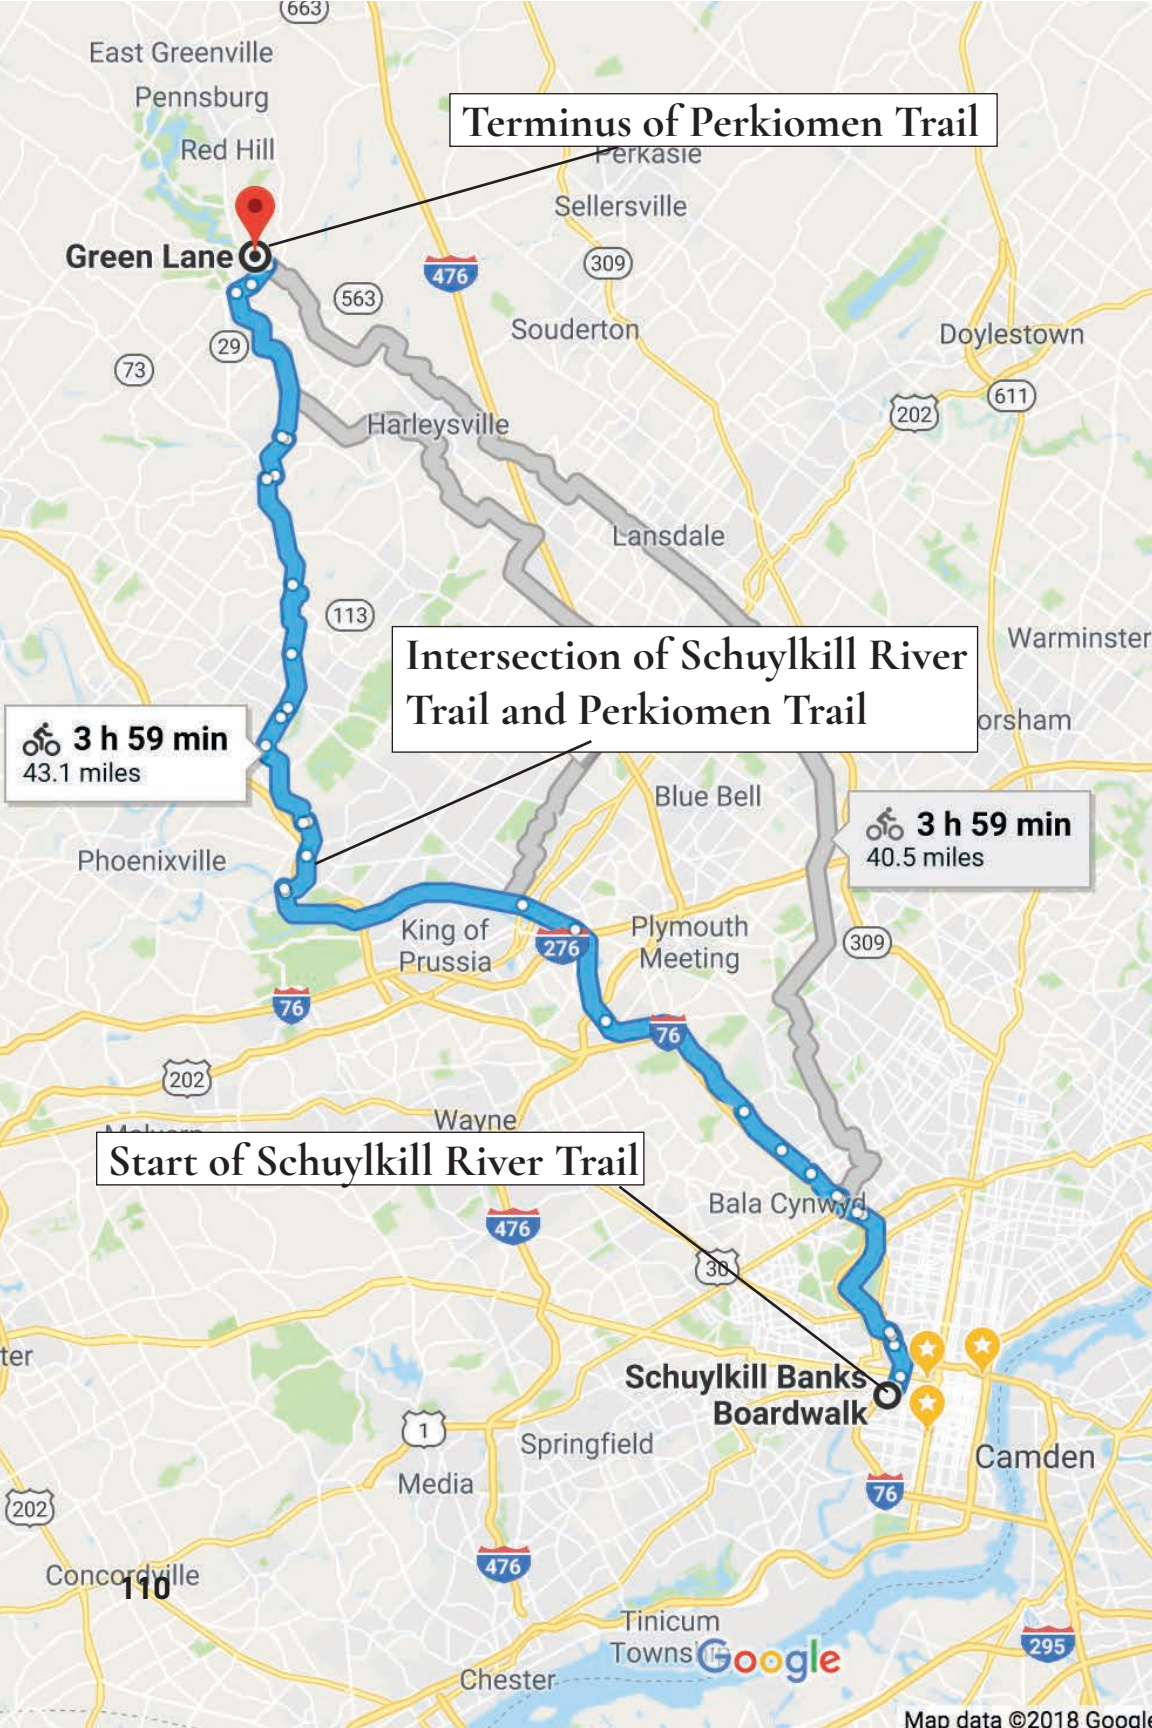 663
East Greenville
Pennsburg
Terminus of Perkiomen Trail
Red Hill
Perkasie
Sellersville
Green Lane
476
309
563
Souderton
29
Doylestown
73
611
202
Harleysville
Lansdale
113
Warminster
Intersection of Schuylkill River
Trail and Perkiomen Trail
orsham
3 h 59 min
43.1 miles
Blue Bell
3 h 59 min
40.5 miles
Phoenixville
King of
Prussia
276
Plymouth
Meeting
309
76
76
202
Wayne
Malvern
Start of Schuylkill River Trail
Bala Cynwyd
476
30
ter
Schuylkill Banks
Boardwalk
1
Springfield
Camden
Media
76
202
476
Concordville
110
Tinicum
Township
Google
295
Chester
Map data ©2018 Google